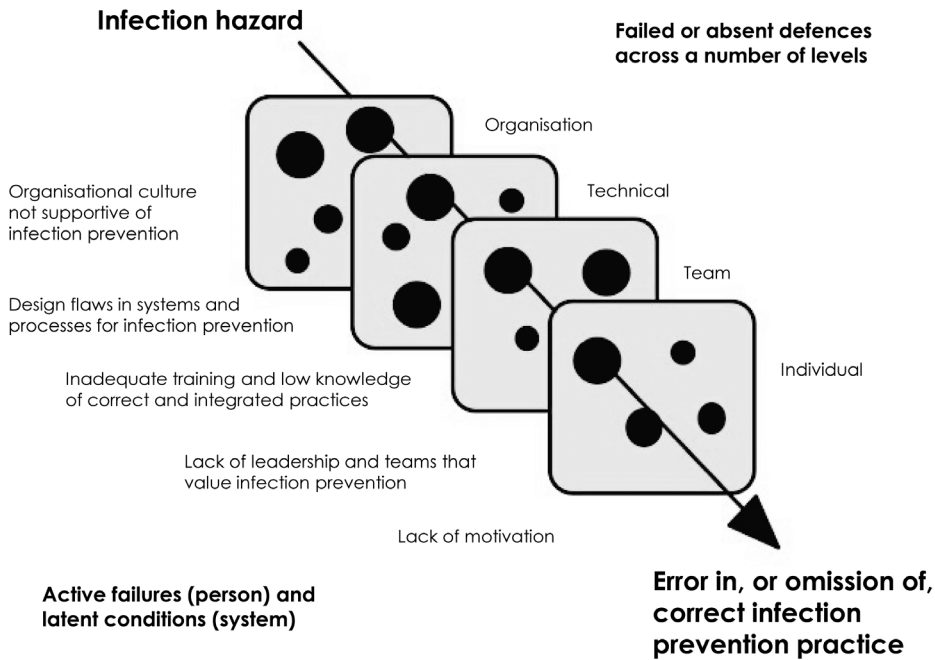 Infection hazard
Failed or absent defences
across a number of levels
Organisation
Technical
Team
Individual
Organisational culture
not supportive of
infection prevention
Design flaws in systems and
processes for infection prevention
Inadequate training and low knowledge
of correct and integrated practices
Lack of leadership and teams that
value infection prevention
Lack of motivation
Active failures (person) and
latent conditions (system)
Error in, or omission of,
correct infection
prevention practice